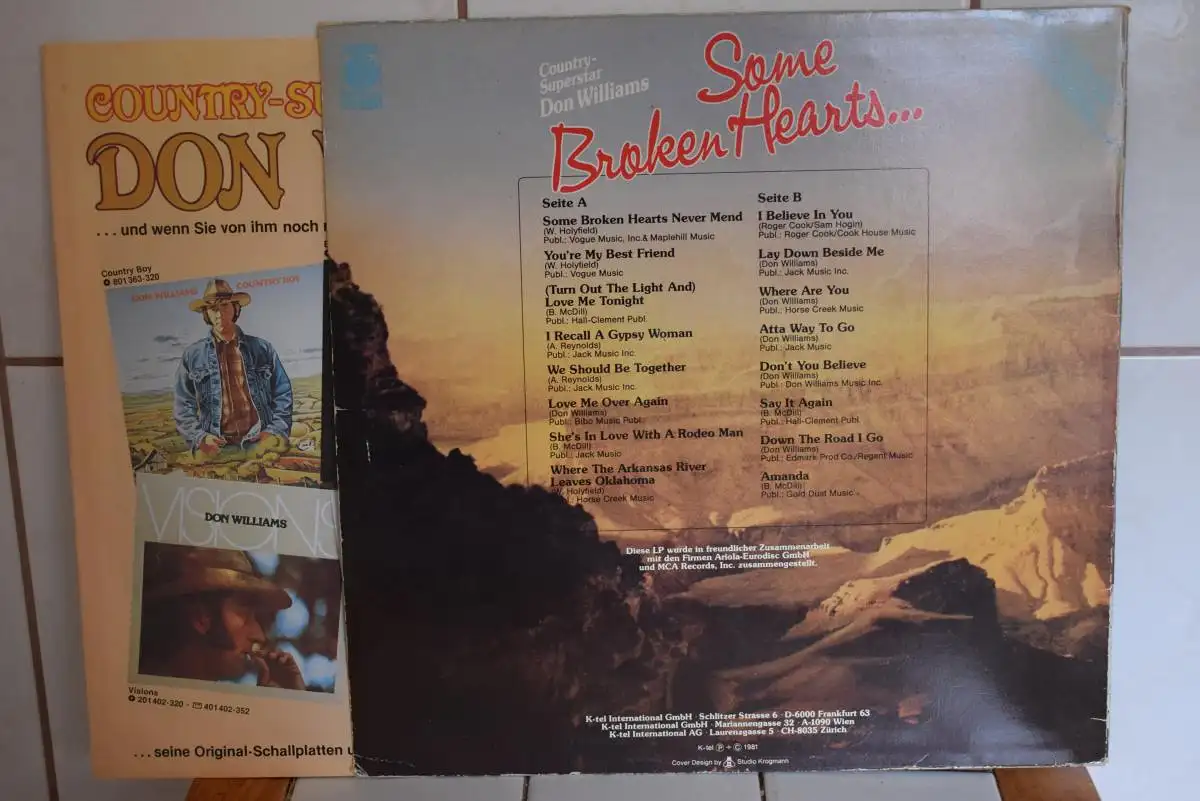 COUNTRY-SU
DON
... und wenn Sie von ihm noch
Country Boy
801 363-320
DON WILLIAMS COUNTRY BOY
VISIONS
DON WILLIAMS
Visions
201 402-320 - 401 402-352
... seine Original-Schallplatten u
Country-
Superstar
Don Williams
Some
Broken Hearts...
Seite A
Some Broken Hearts Never Mend
(W. Holyfield)
Publ.: Vogue Music, Inc. & Maplehill Music
You're My Best Friend
(W. Holyfield)
Publ.: Vogue Music
(Turn Out The Light And)
Love Me Tonight
(B. McDill)
Publ.: Hall-Clement Publ.
I Recall A Gypsy Woman
(A. Reynolds)
Publ.: Jack Music Inc.
We Should Be Together
(A. Reynolds)
Publ.: Jack Music Inc.
Love Me Over Again
(Don Williams)
Publ.: Bibo Music Publ.
She's In Love With A Rodeo Man
(B. McDill)
Publ.: Jack Music
Where The Arkansas River
Leaves Oklahoma
(W. Holyfield)
Publ.: Horse Creek Music
Seite B
I Believe In You
(Roger Cook/Sam Hogin)
Publ.: Roger Cook/Cook House Music
Lay Down Beside Me
(Don Williams)
Publ.: Jack Music Inc.
Where Are You
(Don Williams)
Publ.: Horse Creek Music
Atta Way To Go
(Don Williams)
Publ.: Jack Music
Don't You Believe
(Don Williams)
Publ.: Don Williams Music Inc.
Say It Again
(B. McDill)
Publ.: Hall-Clement Publ
Down The Road I Go
(Don Williams)
Publ.: Edmark Prod Co./Regent Music
Amanda
(B. McDill)
Publ.: Gold Dust Music
Diese LP wurde in freundlicher Zusammenarbeit
mit den Firmen Ariola-Eurodisc GmbH
und MCA Records, Inc. zusammengestellt.
K-tel International GmbH · Schlitzer Strasse 6 · D-6000 Frankfurt 63
K-tel International GmbH · Mariannengasse 32 · A-1090 Wien
K-tel International AG · Laurenzgasse 5 · CH-8035 Zürich
K-tel Ⓟ + Ⓒ 1981
Cover Design by Studio Krogmann